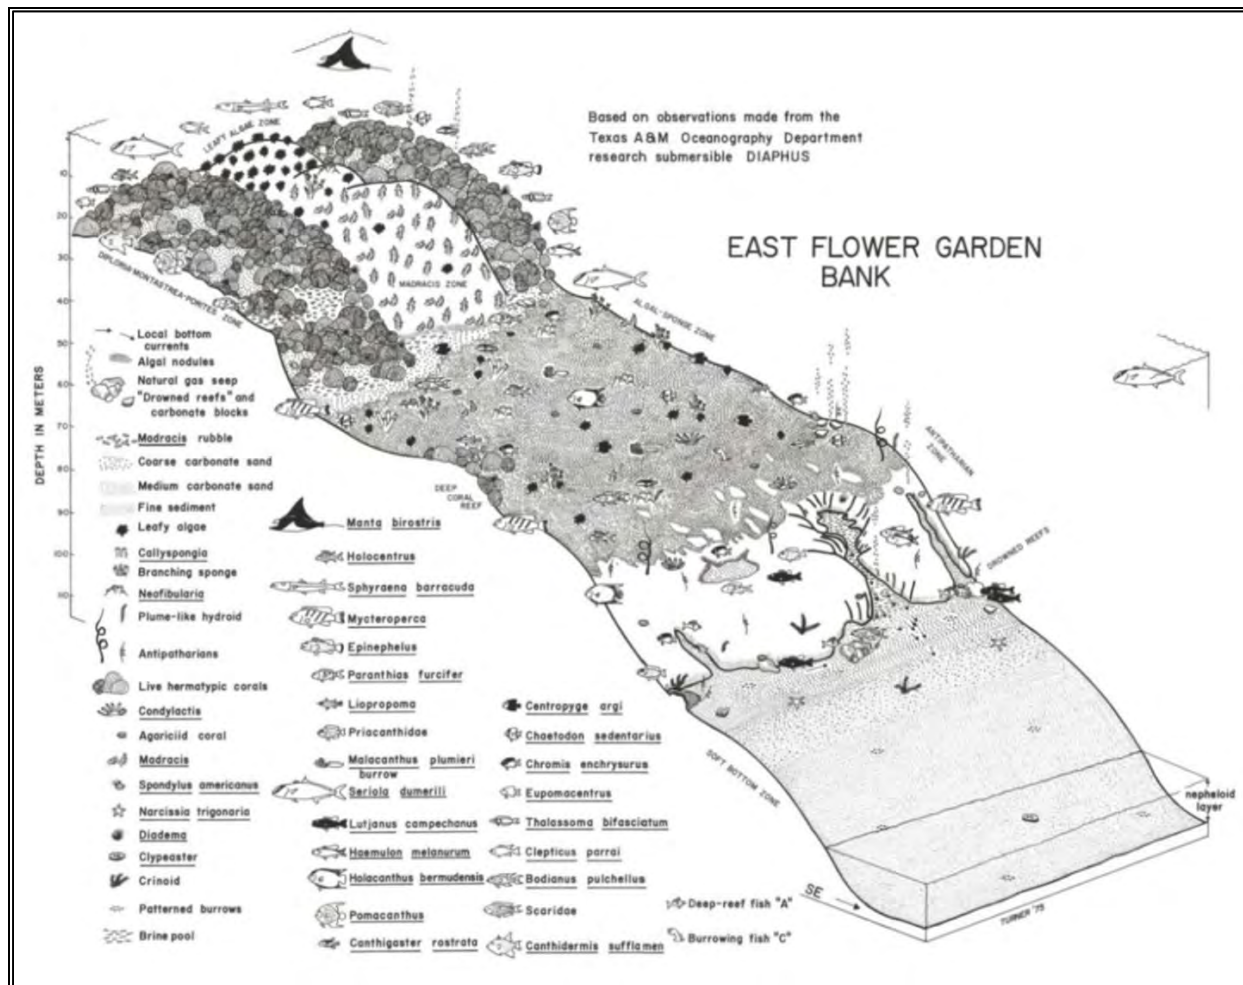 Based on observations made from the
Texas A&M Oceanography Department
research submersible DIAPHUS
EAST FLOWER GARDEN
BANK
LEAFY ALGAE ZONE
DIPLORIA-MONTASTREA-PORITES ZONE
MADRACIS ZONE
ALGAL-SPONGE ZONE
DEEP
CORAL
REEF
ANTIPATHARIAN
ZONE
DROWNED REEFS
SOFT BOTTOM ZONE
nepheloid
layer
SE
TURNER '75
DEPTH IN METERS
10
20
30
40
50
60
70
80
90
100
Local bottom
currents
Algal nodules
Natural gas seep
"Drowned reefs" and
carbonate blocks
Madracis rubble
Coarse carbonate sand
Medium carbonate sand
Fine sediment
Leafy algae
Callyspongia
Branching sponge
Neofibularia
Plume-like hydroid
Antipatharians
Live hermatypic corals
Condylactis
Agariciid coral
Madracis
Spondylus americanus
Narcissia trigonaria
Diadema
Clypeaster
Crinoid
Patterned burrows
Brine pool
Manta birostris
Holocentrus
Sphyraena barracuda
Mycteroperca
Epinephelus
Paranthias furcifer
Liopropoma
Priacanthidae
Malacanthus plumieri
burrow
Seriola dumerili
Lutjanus campechanus
Haemulon melanurum
Holacanthus bermudensis
Pomacanthus
Canthigaster rostrata
Centropyge argi
Chaetodon sedentarius
Chromis enchrysurus
Eupomacentrus
Thalassoma bifasciatum
Clepticus parrai
Bodianus pulchellus
Scaridae
Canthidermis sufflamen
Deep-reef fish "A"
Burrowing fish "C"